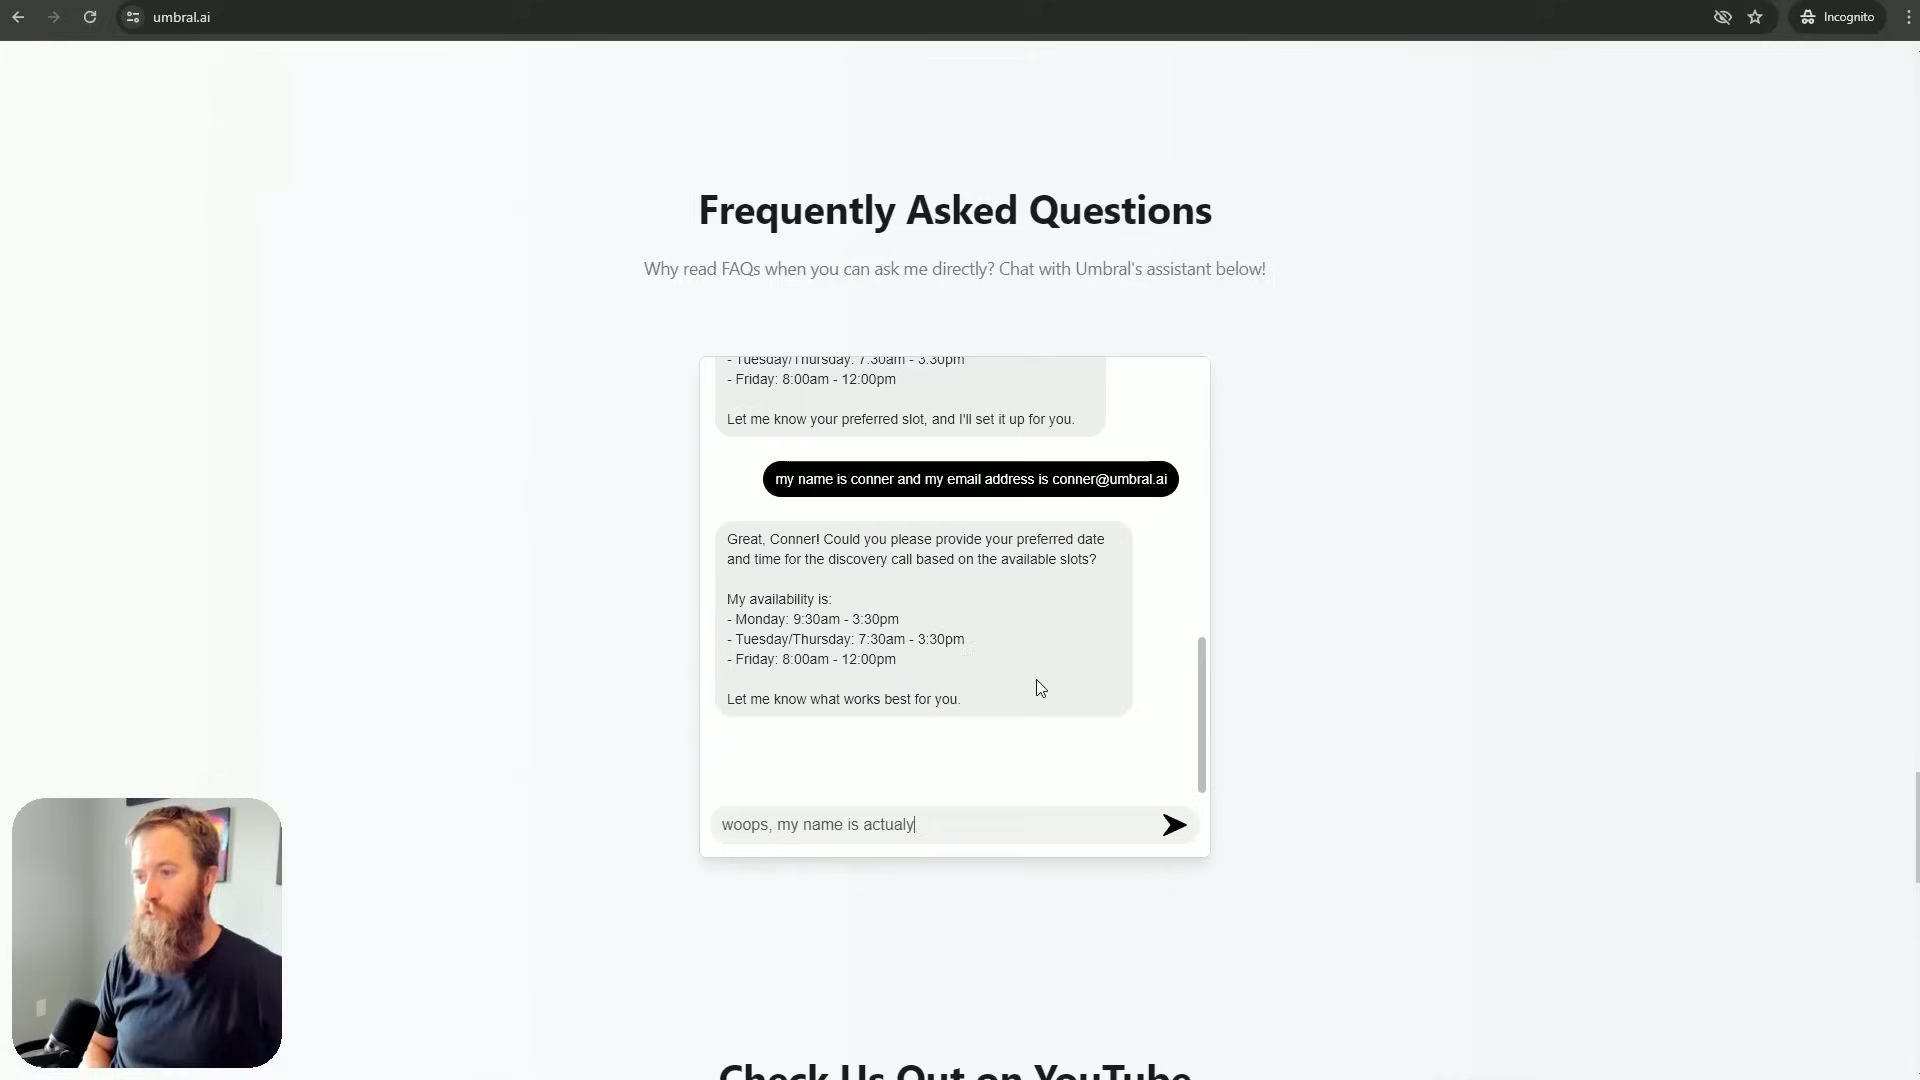 umbral.ai
Incognito
Frequently Asked Questions
Why read FAQs when you can ask me directly? Chat with Umbral's assistant below!
- Tuesday/Thursday: 7:30am - 3:30pm
- Friday: 8:00am - 12:00pm
Let me know your preferred slot, and I'll set it up for you.
my name is conner and my email address is conner@umbral.ai
Great, Conner! Could you please provide your preferred date
and time for the discovery call based on the available slots?
My availability is:
- Monday: 9:30am - 3:30pm
- Tuesday/Thursday: 7:30am - 3:30pm
- Friday: 8:00am - 12:00pm
Let me know what works best for you.
woops, my name is actualy
Check Us Out on YouTube